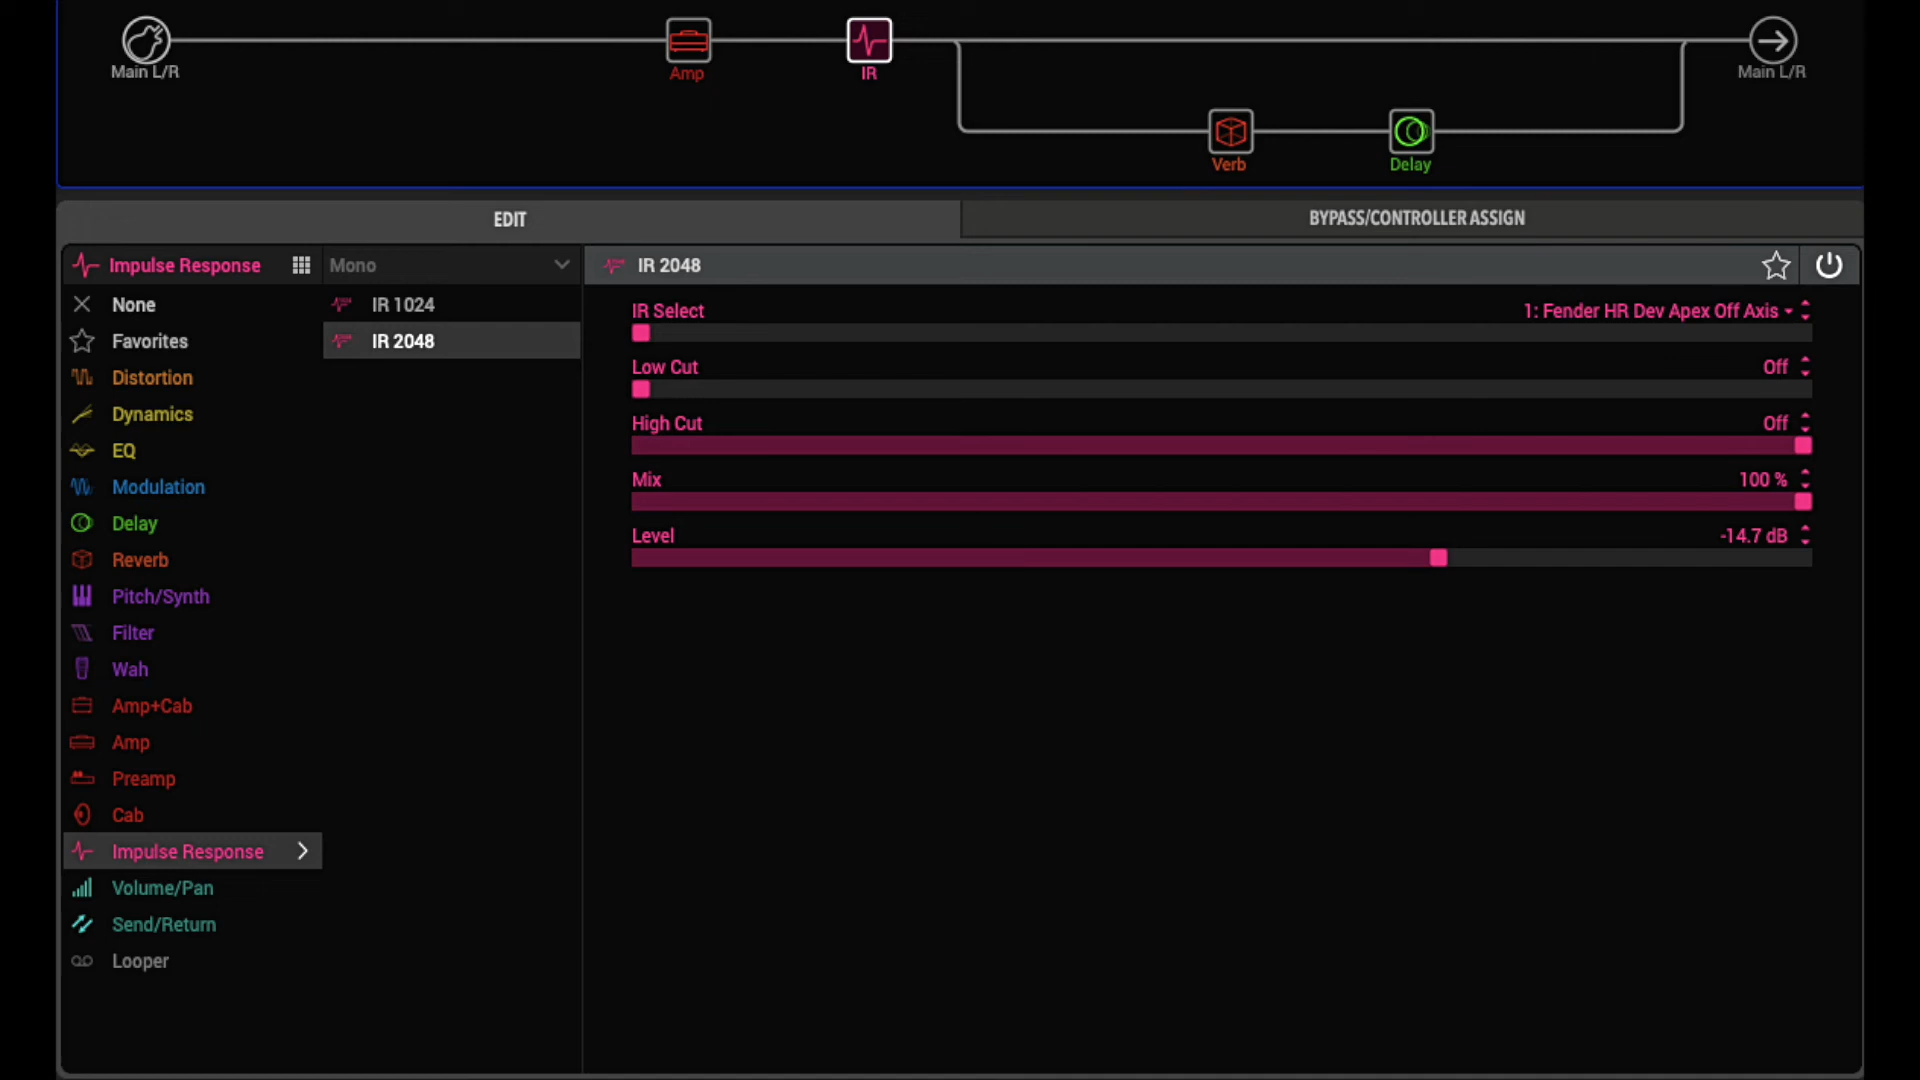 Main L/R
Amp
IR
Main L/R
Verb
Delay
EDIT
BYPASS/CONTROLLER ASSIGN
Impulse Response
Mono
IR 2048
None
Favorites
Distortion
Dynamics
EQ
Modulation
Delay
Reverb
Pitch/Synth
Filter
Wah
Amp+Cab
Amp
Preamp
Cab
Impulse Response
Volume/Pan
Send/Return
Looper
IR 1024
IR 2048
IR Select 1: Fender HR Dev Apex Off Axis
Low Cut Off
High Cut Off
Mix 100 %
Level -14.7 dB